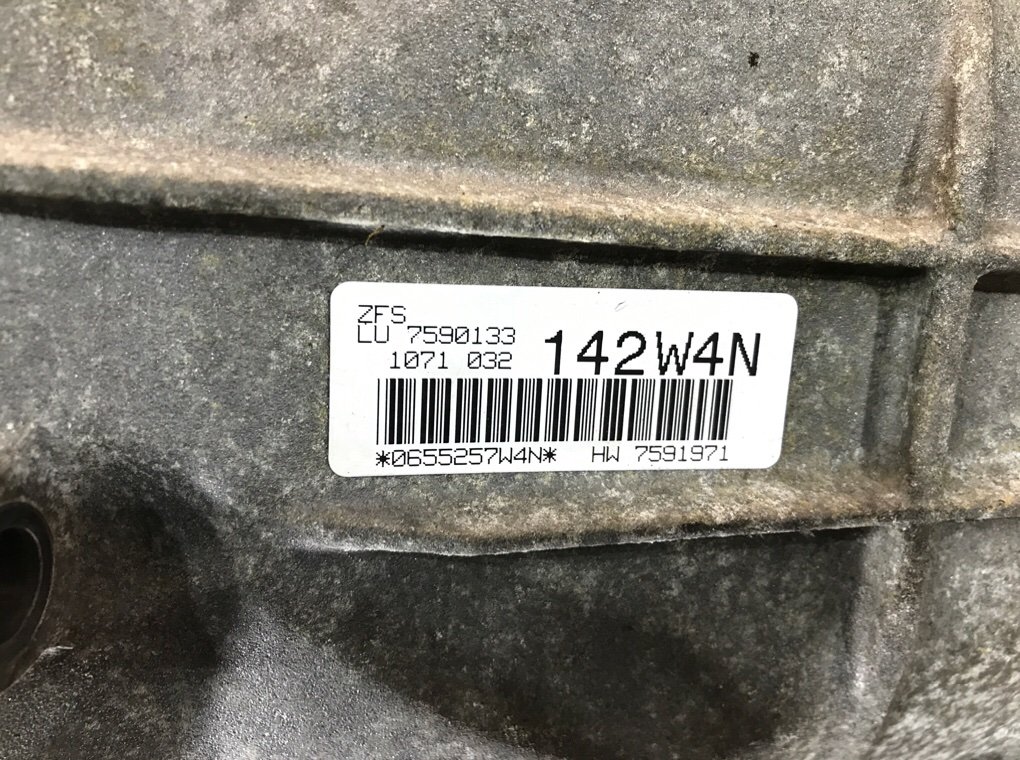 ZFS
LU 7590133
1071 032 142W4N
*0655257W4N* HW 7591971